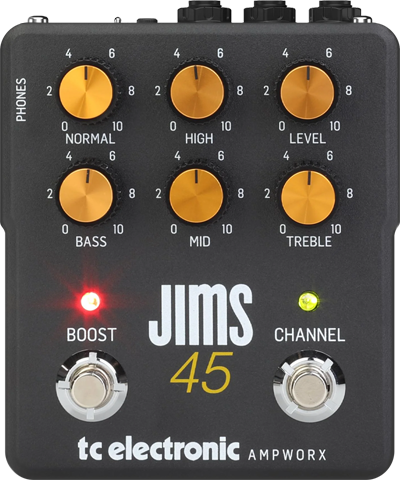 PHONES
4 6 4 6 4 6
2 8 2 8 2 8
0 10 0 10 0 10
NORMAL HIGH LEVEL
4 6 4 6 4 6
2 8 2 8 2 8
0 10 0 10 0 10
BASS MID TREBLE
BOOST JIMS CHANNEL
45
tc electronic AMPWORX